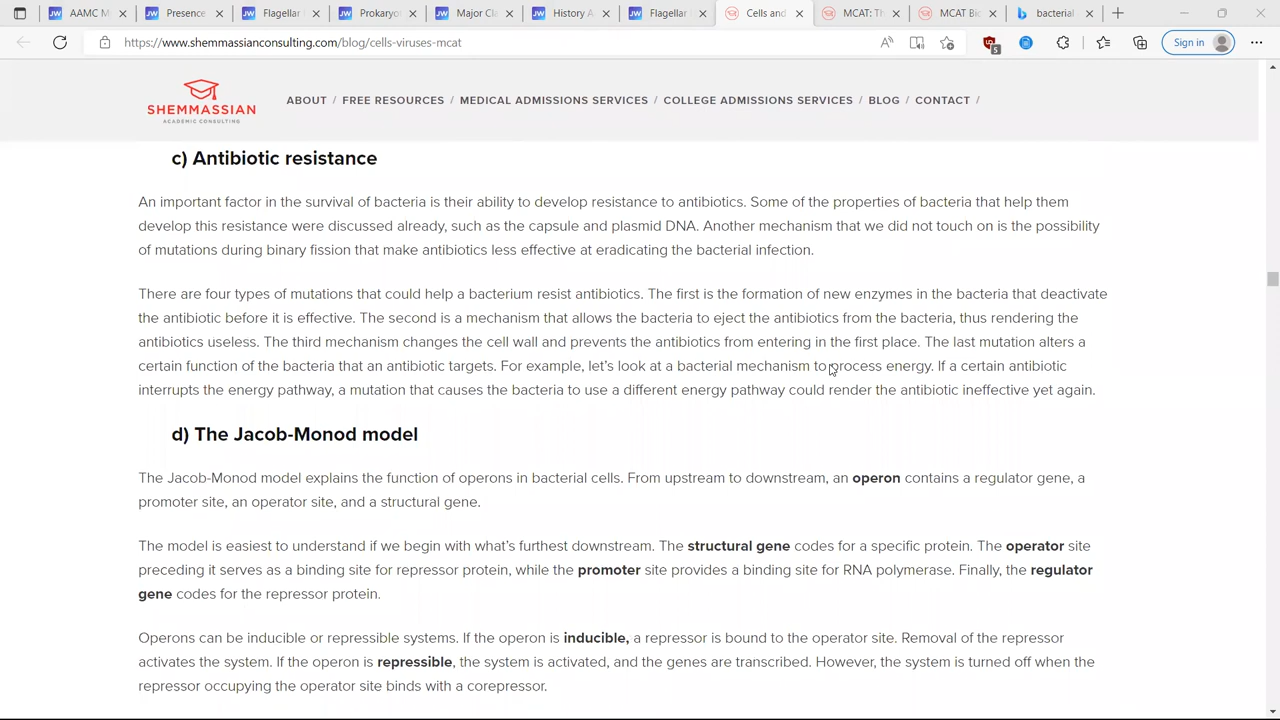 AAMC M
Presence
Flagellar
Prokaryo
Major Cl
History A
Flagellar
Cells and
MCAT: Th
MCAT Bi
bacteria
https://www.shemmassianconsulting.com/blog/cells-viruses-mcat
5
Sign in
SHEMMASSIAN
ACADEMIC CONSULTING
ABOUT / FREE RESOURCES / MEDICAL ADMISSIONS SERVICES / COLLEGE ADMISSIONS SERVICES / BLOG / CONTACT /
c) Antibiotic resistance
An important factor in the survival of bacteria is their ability to develop resistance to antibiotics. Some of the properties of bacteria that help them
develop this resistance were discussed already, such as the capsule and plasmid DNA. Another mechanism that we did not touch on is the possibility
of mutations during binary fission that make antibiotics less effective at eradicating the bacterial infection.
There are four types of mutations that could help a bacterium resist antibiotics. The first is the formation of new enzymes in the bacteria that deactivate
the antibiotic before it is effective. The second is a mechanism that allows the bacteria to eject the antibiotics from the bacteria, thus rendering the
antibiotics useless. The third mechanism changes the cell wall and prevents the antibiotics from entering in the first place. The last mutation alters a
certain function of the bacteria that an antibiotic targets. For example, let's look at a bacterial mechanism to process energy. If a certain antibiotic
interrupts the energy pathway, a mutation that causes the bacteria to use a different energy pathway could render the antibiotic ineffective yet again.
d) The Jacob-Monod model
The Jacob-Monod model explains the function of operons in bacterial cells. From upstream to downstream, an operon contains a regulator gene, a
promoter site, an operator site, and a structural gene.
The model is easiest to understand if we begin with what's furthest downstream. The structural gene codes for a specific protein. The operator site
preceding it serves as a binding site for repressor protein, while the promoter site provides a binding site for RNA polymerase. Finally, the regulator
gene codes for the repressor protein.
Operons can be inducible or repressible systems. If the operon is inducible, a repressor is bound to the operator site. Removal of the repressor
activates the system. If the operon is repressible, the system is activated, and the genes are transcribed. However, the system is turned off when the
repressor occupying the operator site binds with a corepressor.